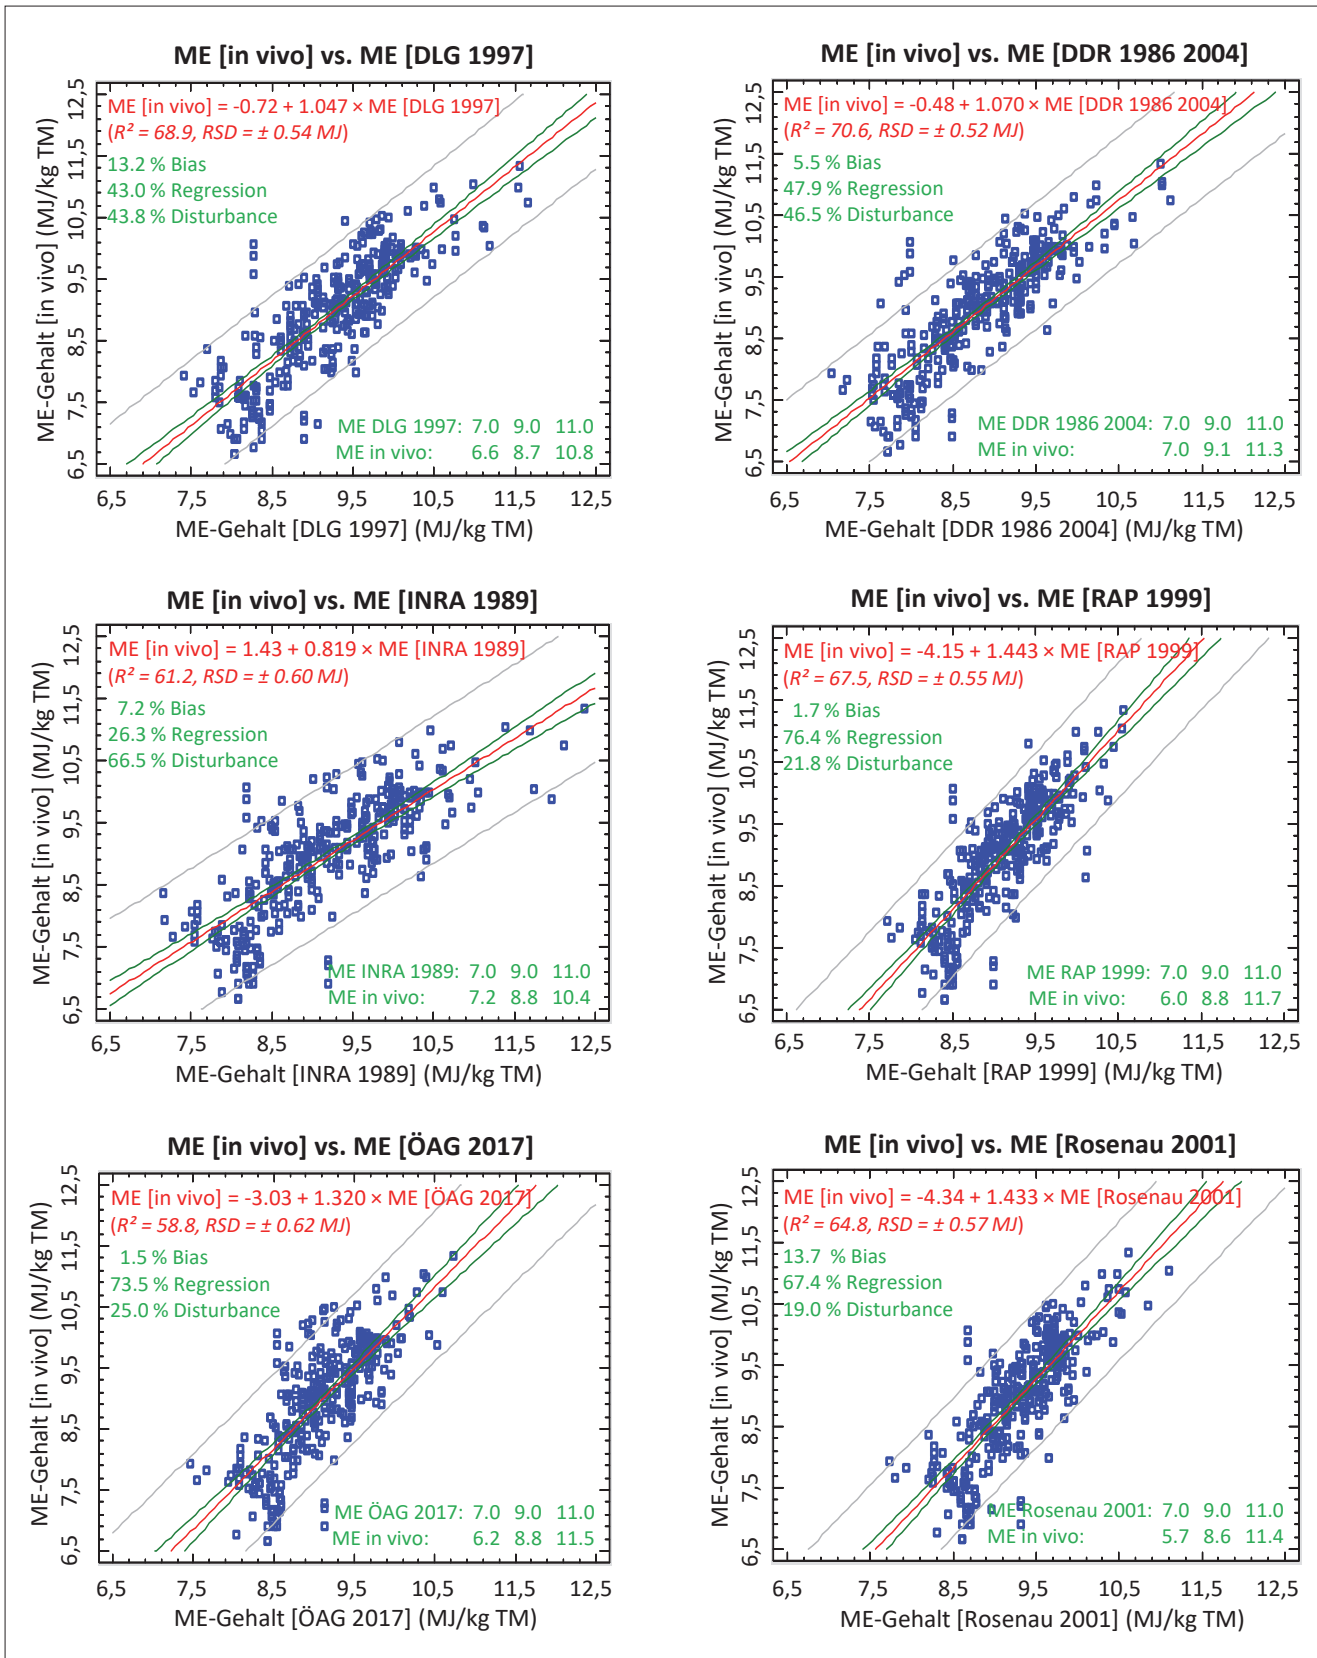 ME [in vivo] vs. ME [DLG 1997]
ME [in vivo] = -0.72 + 1.047 × ME [DLG 1997]
(R² = 68.9, RSD = ± 0.54 MJ)
13.2 % Bias
43.0 % Regression
43.8 % Disturbance
ME DLG 1997: 7.0 9.0 11.0
ME in vivo: 6.6 8.7 10.8
ME-Gehalt [in vivo] (MJ/kg TM)
12,5
11,5
10,5
9,5
8,5
7,5
6,5
6,5 7,5 8,5 9,5 10,5 11,5 12,5
ME-Gehalt [DLG 1997] (MJ/kg TM)
ME [in vivo] vs. ME [DDR 1986 2004]
ME [in vivo] = -0.48 + 1.070 × ME [DDR 1986 2004]
(R² = 70.6, RSD = ± 0.52 MJ)
5.5 % Bias
47.9 % Regression
46.5 % Disturbance
ME DDR 1986 2004: 7.0 9.0 11.0
ME in vivo: 7.0 9.1 11.3
ME-Gehalt [in vivo] (MJ/kg TM)
12,5
11,5
10,5
9,5
8,5
7,5
6,5
6,5 7,5 8,5 9,5 10,5 11,5 12,5
ME-Gehalt [DDR 1986 2004] (MJ/kg TM)
ME [in vivo] vs. ME [INRA 1989]
ME [in vivo] = 1.43 + 0.819 × ME [INRA 1989]
(R² = 61.2, RSD = ± 0.60 MJ)
7.2 % Bias
26.3 % Regression
66.5 % Disturbance
ME INRA 1989: 7.0 9.0 11.0
ME in vivo: 7.2 8.8 10.4
ME-Gehalt [in vivo] (MJ/kg TM)
12,5
11,5
10,5
9,5
8,5
7,5
6,5
6,5 7,5 8,5 9,5 10,5 11,5 12,5
ME-Gehalt [INRA 1989] (MJ/kg TM)
ME [in vivo] vs. ME [RAP 1999]
ME [in vivo] = -4.15 + 1.443 × ME [RAP 1999]
(R² = 67.5, RSD = ± 0.55 MJ)
1.7 % Bias
76.4 % Regression
21.8 % Disturbance
ME RAP 1999: 7.0 9.0 11.0
ME in vivo: 6.0 8.8 11.7
ME-Gehalt [in vivo] (MJ/kg TM)
12,5
11,5
10,5
9,5
8,5
7,5
6,5
6,5 7,5 8,5 9,5 10,5 11,5 12,5
ME-Gehalt [RAP 1999] (MJ/kg TM)
ME [in vivo] vs. ME [ÖAG 2017]
ME [in vivo] = -3.03 + 1.320 × ME [ÖAG 2017]
(R² = 58.8, RSD = ± 0.62 MJ)
1.5 % Bias
73.5 % Regression
25.0 % Disturbance
ME ÖAG 2017: 7.0 9.0 11.0
ME in vivo: 6.2 8.8 11.5
ME-Gehalt [in vivo] (MJ/kg TM)
12,5
11,5
10,5
9,5
8,5
7,5
6,5
6,5 7,5 8,5 9,5 10,5 11,5 12,5
ME-Gehalt [ÖAG 2017] (MJ/kg TM)
ME [in vivo] vs. ME [Rosenau 2001]
ME [in vivo] = -4.34 + 1.433 × ME [Rosenau 2001]
(R² = 64.8, RSD = ± 0.57 MJ)
13.7 % Bias
67.4 % Regression
19.0 % Disturbance
ME Rosenau 2001: 7.0 9.0 11.0
ME in vivo: 5.7 8.6 11.4
ME-Gehalt [in vivo] (MJ/kg TM)
12,5
11,5
10,5
9,5
8,5
7,5
6,5
6,5 7,5 8,5 9,5 10,5 11,5 12,5
ME-Gehalt [Rosenau 2001] (MJ/kg TM)